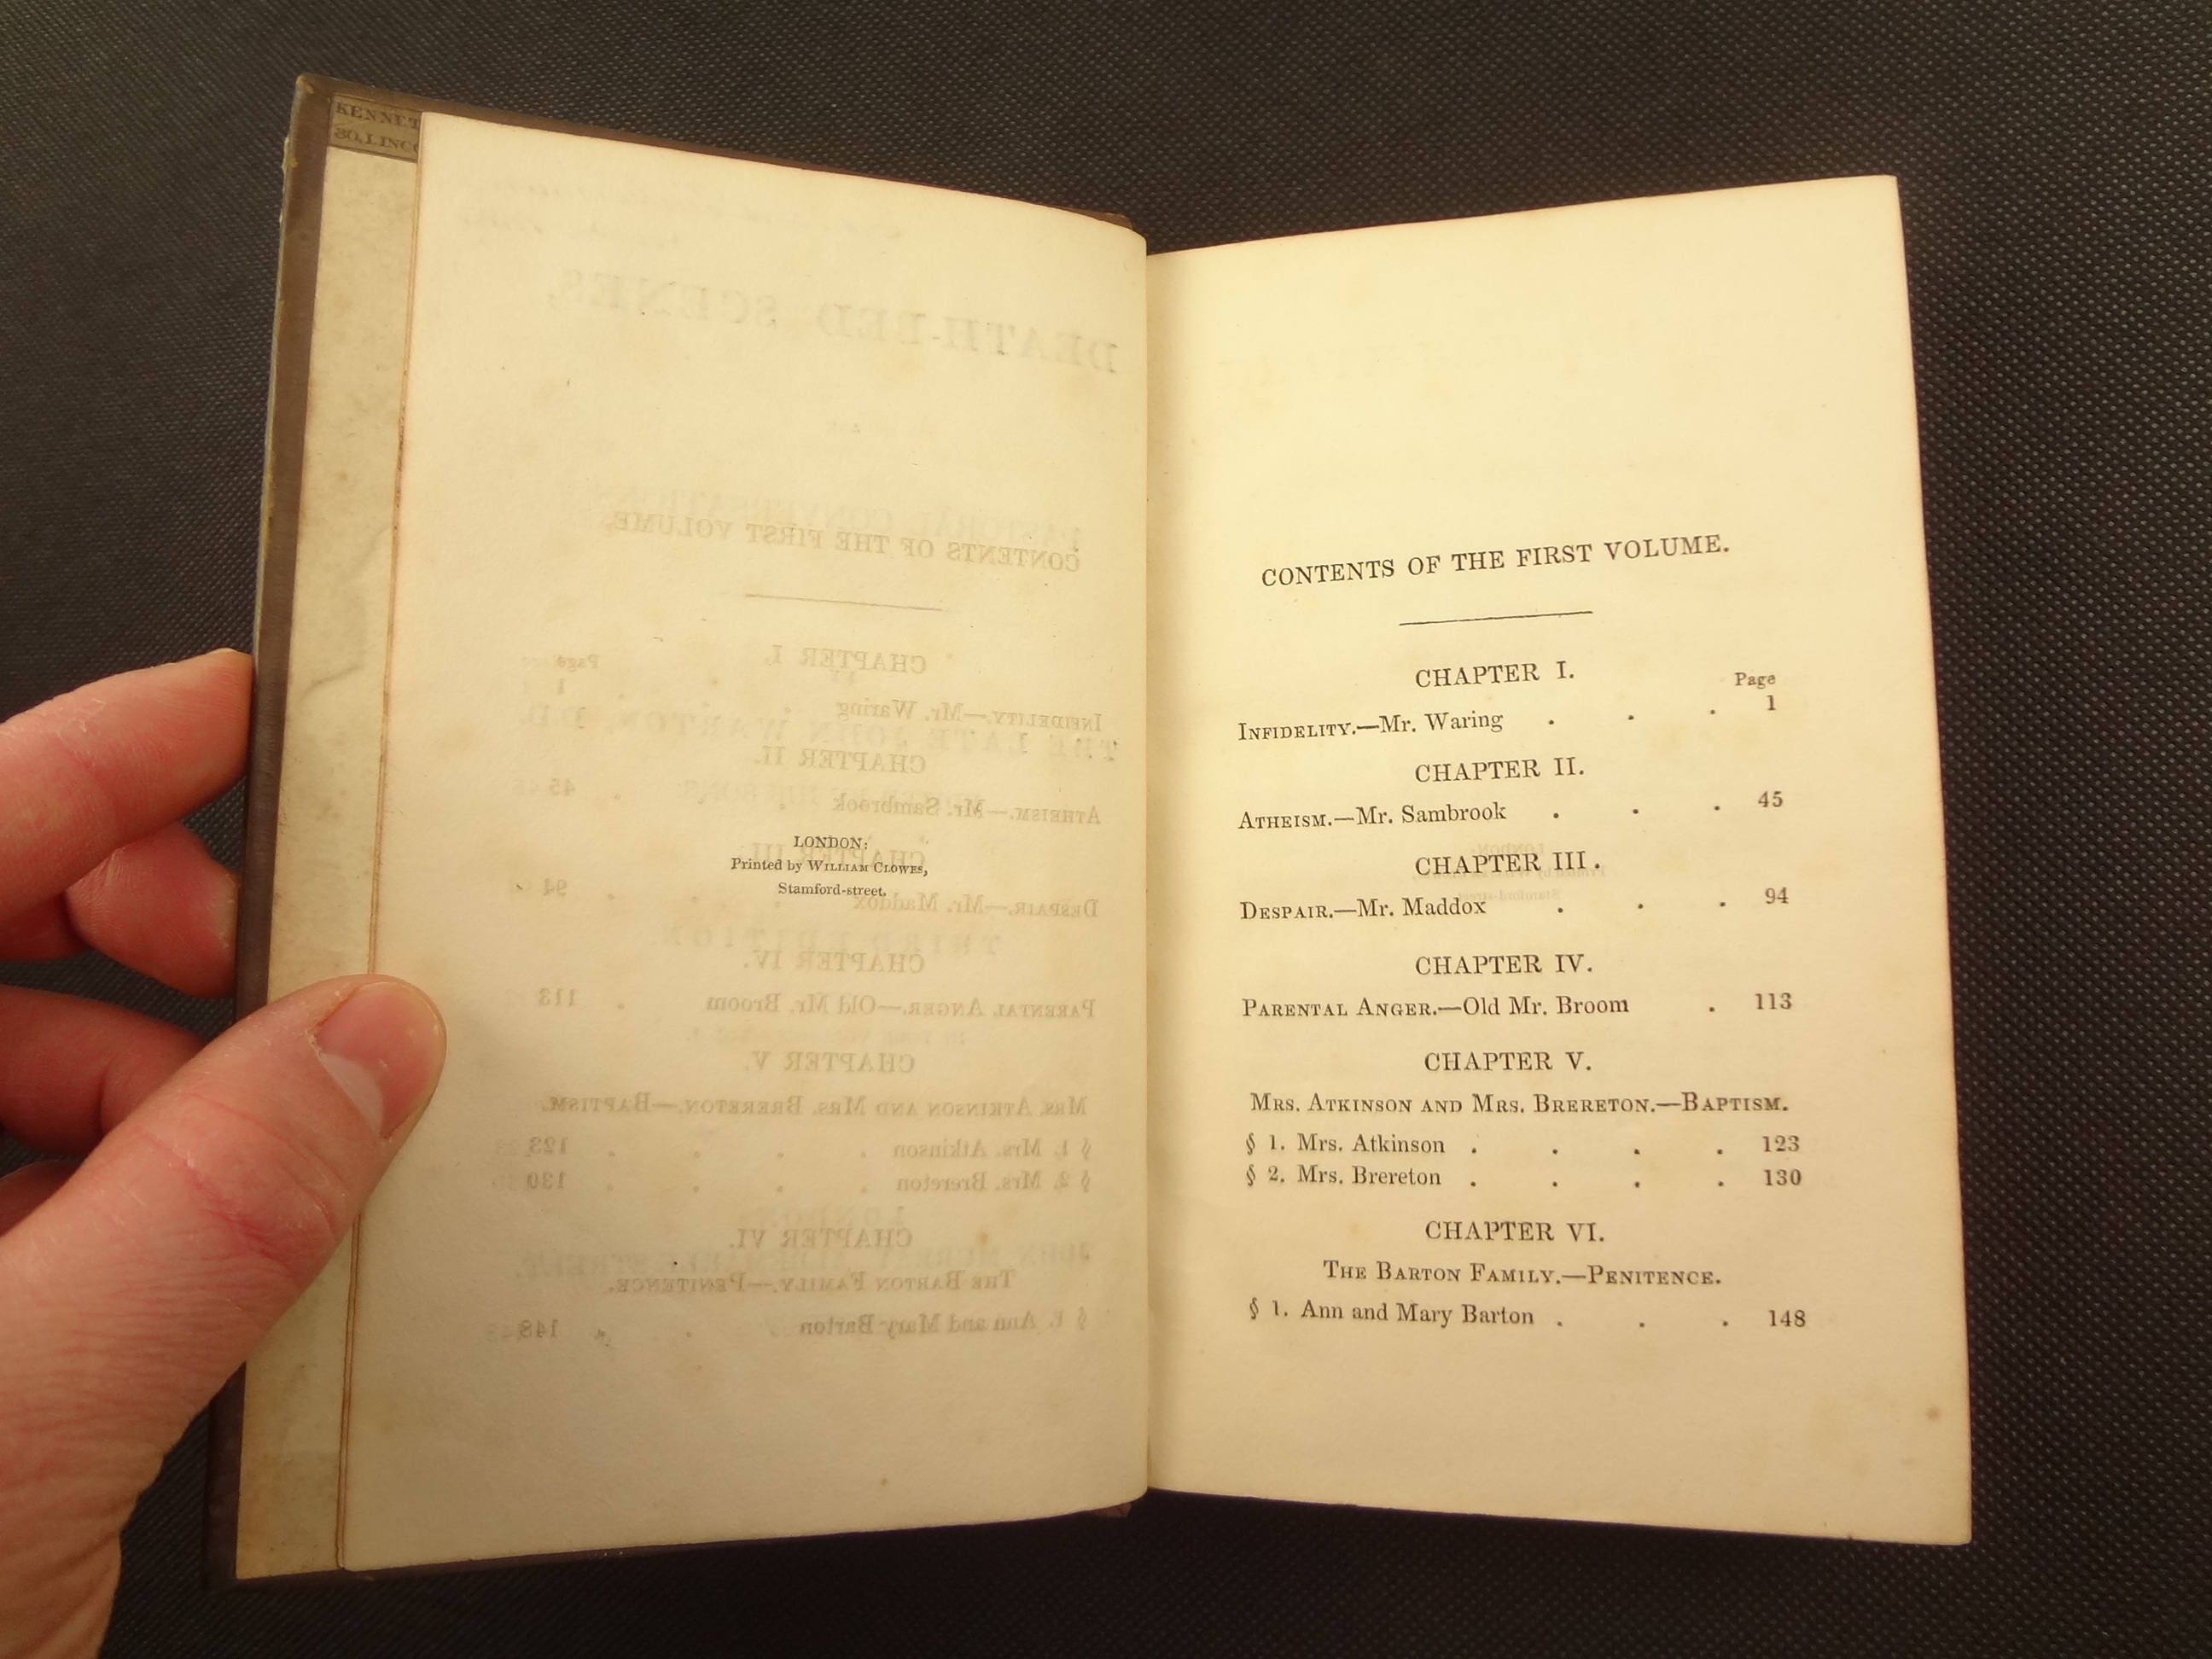 KENNET
30, LINCO
LONDON:
Printed by WILLIAM CLOWES,
Stamford-street.
CONTENTS OF THE FIRST VOLUME.
CHAPTER I.
Page
INFIDELITY.—Mr. Waring . . . 1
CHAPTER II.
ATHEISM.—Mr. Sambrook . . . 45
CHAPTER III.
DESPAIR.—Mr. Maddox . . . 94
CHAPTER IV.
PARENTAL ANGER.—Old Mr. Broom . 113
CHAPTER V.
MRS. ATKINSON AND MRS. BRERETON.—BAPTISM.
§ 1. Mrs. Atkinson . . . . 123
§ 2. Mrs. Brereton . . . . 130
CHAPTER VI.
THE BARTON FAMILY.—PENITENCE.
§ 1. Ann and Mary Barton . . . 148